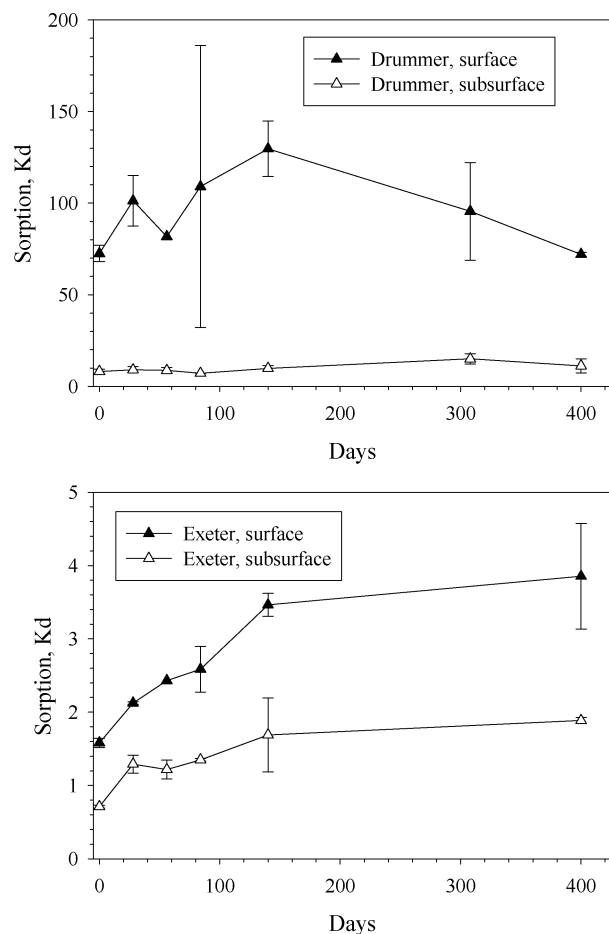 200
150
100
50
0
Sorption, Kd
Drummer, surface
Drummer, subsurface
0 100 200 300 400
Days
5
4
3
2
1
0
Sorption, Kd
Exeter, surface
Exeter, subsurface
0 100 200 300 400
Days